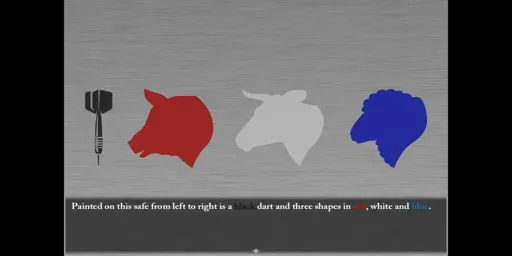 Painted on this safe from left to right is a black dart and three shapes in red, white and blue.